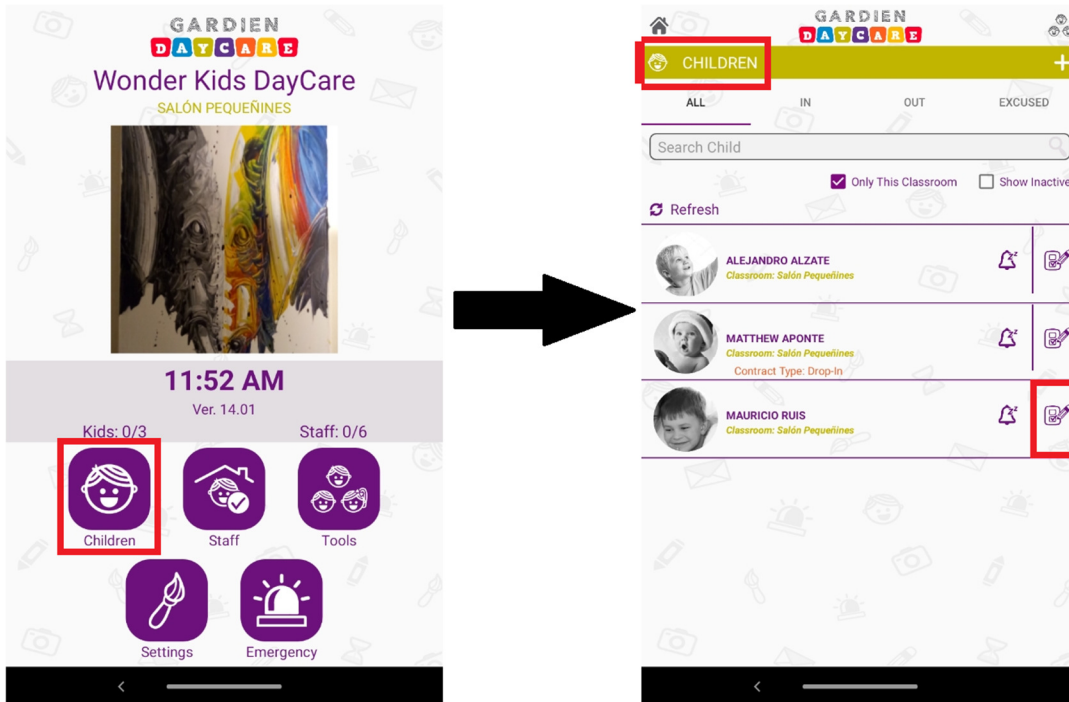 GARDIEN
DAYCARE
Wonder Kids DayCare
SALÓN PEQUEÑINES
11:52 AM
Ver. 14.01
Kids: 0/3 Staff: 0/6
Children Staff Tools
Settings Emergency
GARDIEN
DAYCARE
CHILDREN
ALL IN OUT EXCUSED
Search Child
Only This Classroom Show Inactive
Refresh
ALEJANDRO ALZATE
Classroom: Salón Pequeñines
MATTHEW APONTE
Classroom: Salón Pequeñines
Contract Type: Drop-In
MAURICIO RUIS
Classroom: Salón Pequeñines